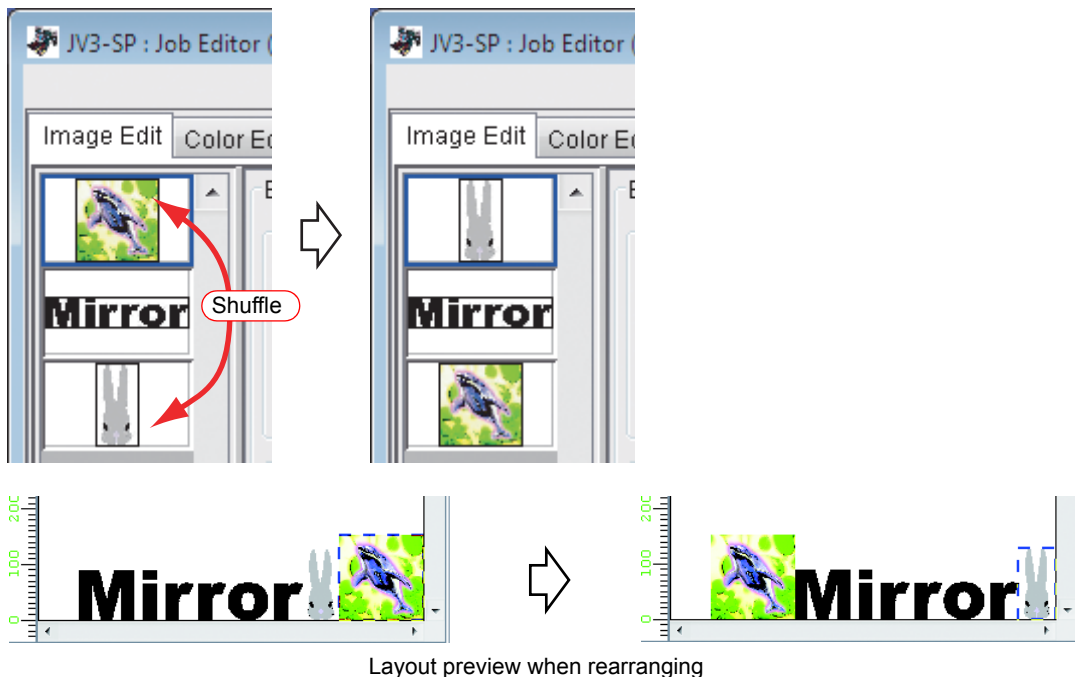 JV3-SP : Job Editor (
JV3-SP : Job Editor (
Image Edit
Color Ed
Image Edit
Color Ed
E
E
Mirror
Shuffle
Mirror
200
100
0
Mirror
200
100
0
Mirror
Layout preview when rearranging